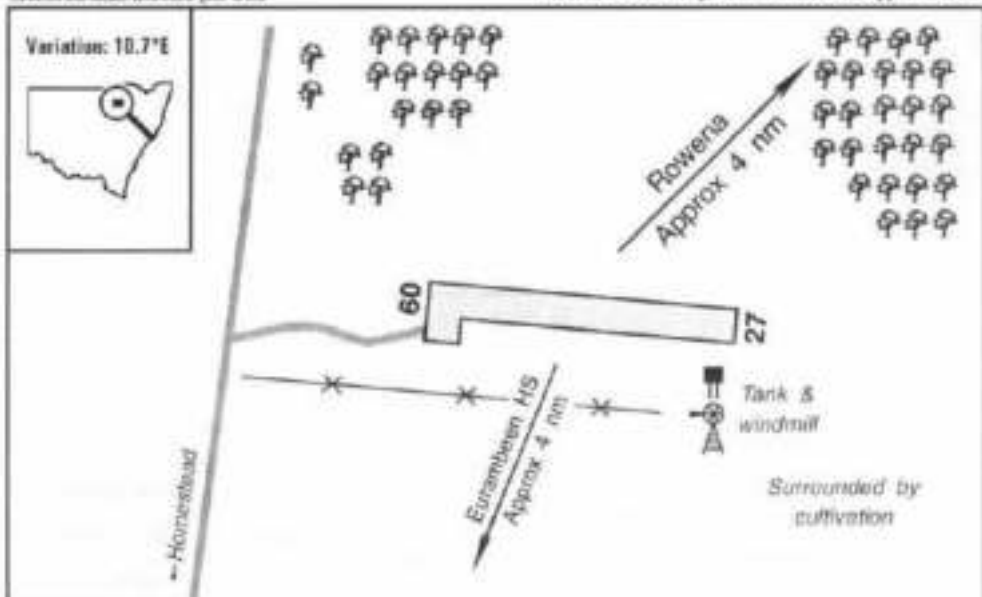 Variation: 10.7°E
Rowena
Approx 4 nm
09
27
Tank &
windmill
Eurambeen HS
Approx 4 nm
Surrounded by
cultivation
←Homestead